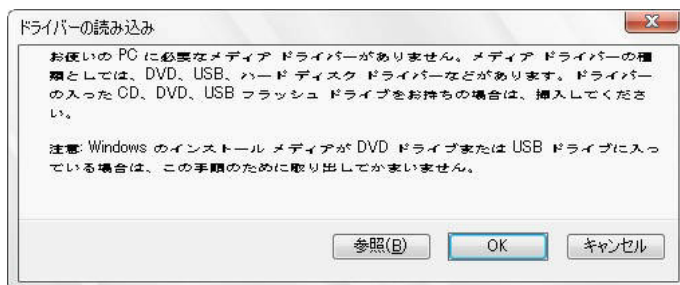 ドライバーの読み込み
お使いの PC に必要なメディア ドライバーがありません。メディア ドライバーの種
類としては、DVD、USB、ハード ディスク ドライバーなどがあります。ドライバー
の入った CD、DVD、USB フラッシュ ドライブをお持ちの場合は、挿入してくださ
い。
注意: Windows のインストール メディアが DVD ドライブまたは USB ドライブに入っ
ている場合は、この手順のために取り出してかまいません。
参照(B) OK キャンセル